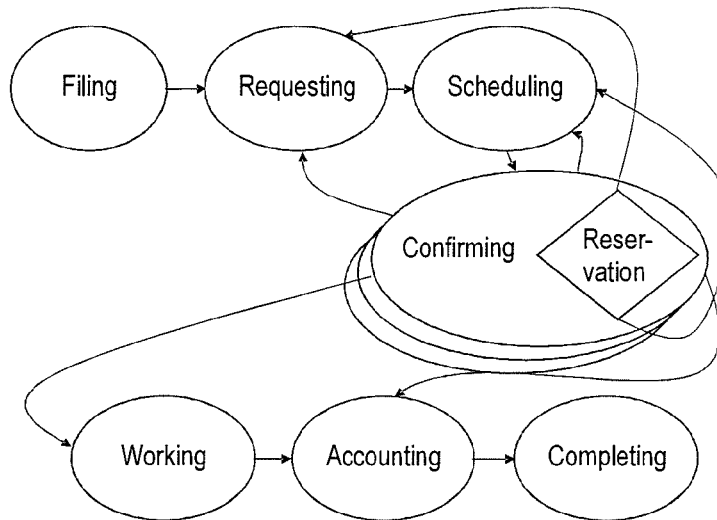 Filing
Requesting
Scheduling
Confirming
Reser-
vation
Working
Accounting
Completing